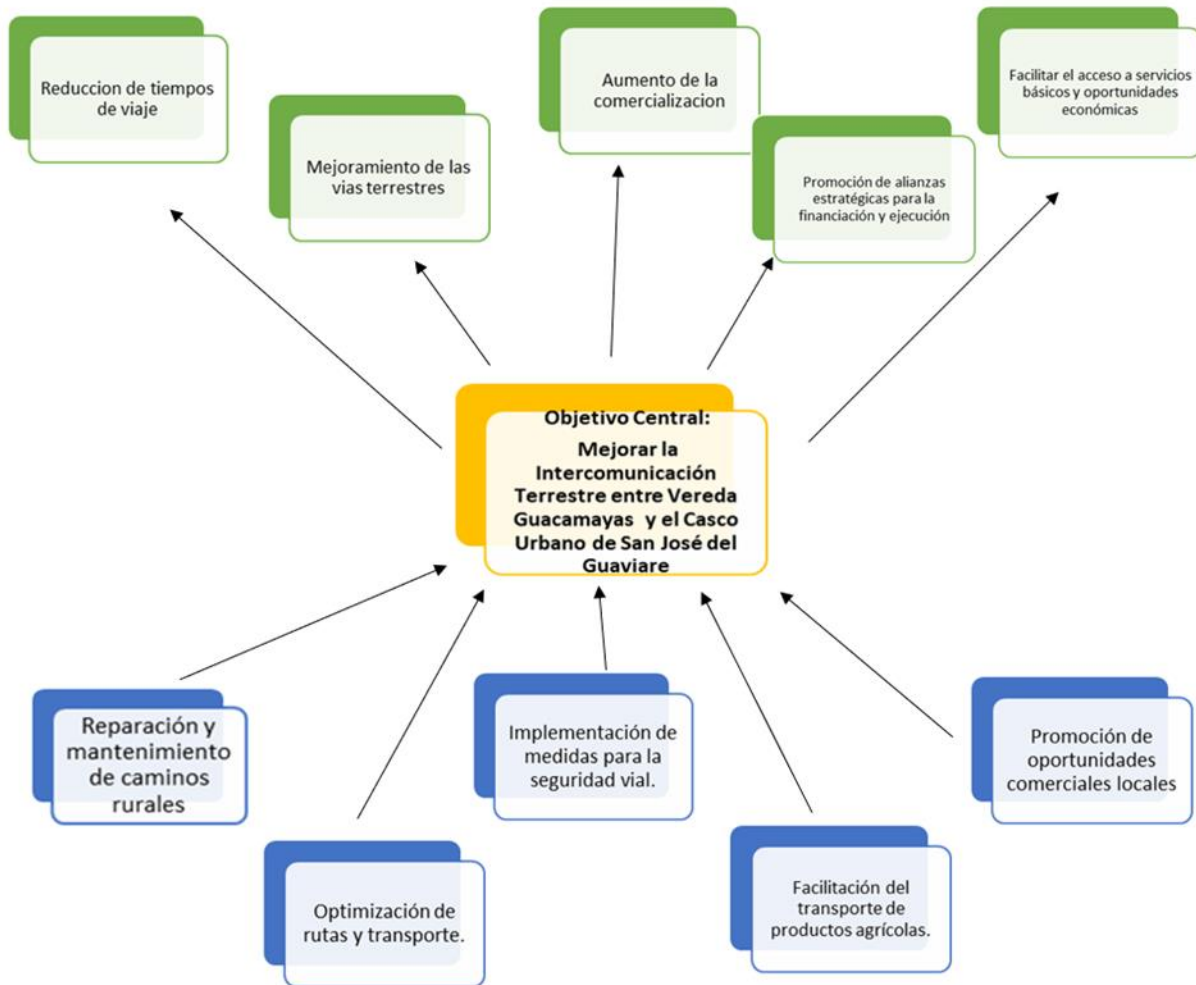 Reduccion de tiempos
de viaje
Mejoramiento de las
vias terrestres
Aumento de la
comercializacion
Promoción de alianzas
estratégicas para la
financiación y ejecución
Facilitar el acceso a servicios
básicos y oportunidades
económicas
Objetivo Central:
Mejorar la
Intercomunicación
Terrestre entre Vereda
Guacamayas y el Casco
Urbano de San José del
Guaviare
Reparación y
mantenimiento
de caminos
rurales
Optimización de
rutas y transporte.
Implementación de
medidas para la
seguridad vial.
Facilitación del
transporte de
productos agrícolas.
Promoción de
oportunidades
comerciales locales